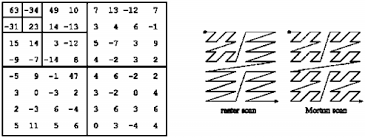 63 -34 49 10 7 13 -12 7
-31 23 14 -13 3 4 6 -1
15 14 3 -12 5 -7 3 9
-9 -7 -14 8 4 -2 3 2
-5 9 -1 47 4 6 -2 2
3 0 -3 2 3 -2 0 4
2 -3 6 -4 3 6 3 6
5 11 5 6 0 3 -4 4
raster scan Morton scan